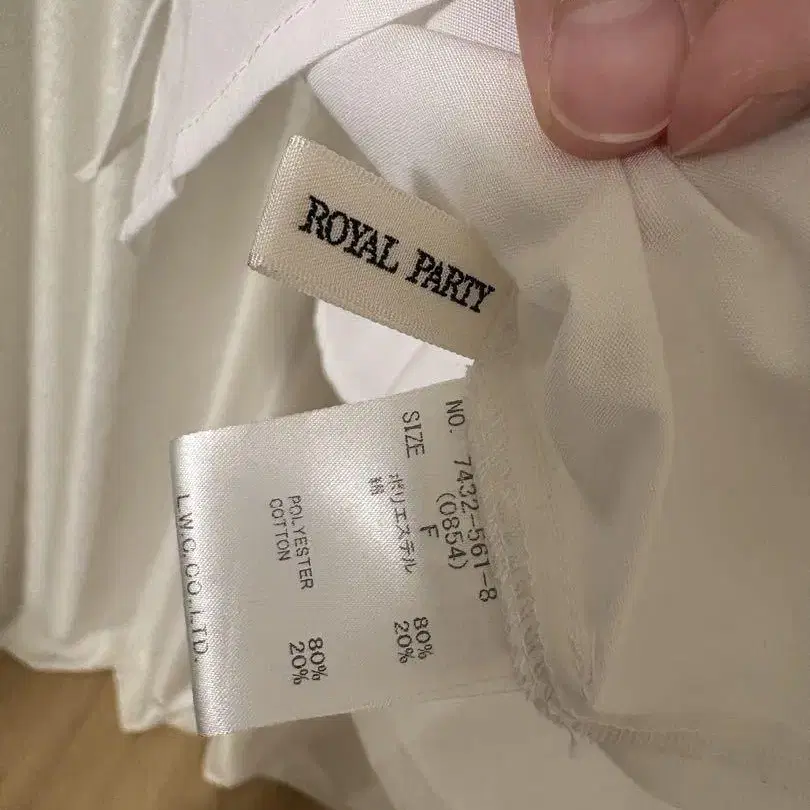 ROYAL PARTY
NO. 7432-561-8
(0854)
SIZE F
ポリエステル 80%
綿 20%
POLYESTER 80%
COTTON 20%
L.W.C.CO.,LTD.